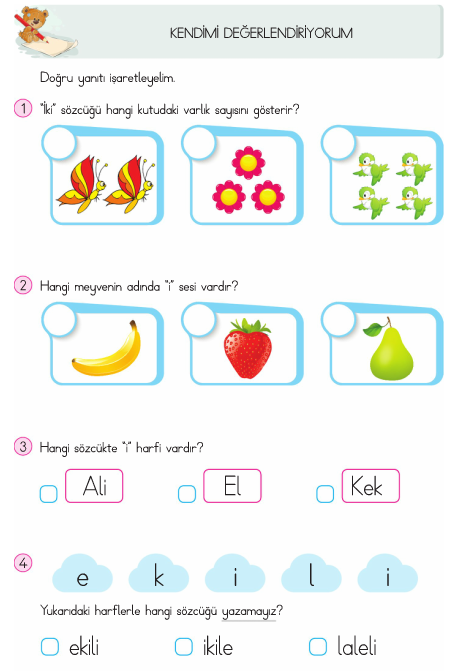 KENDİMİ DEĞERLENDİRİYORUM
Doğru yanıtı işaretleyelim.
1 "İki" sözcüğü hangi kutudaki varlık sayısını gösterir?
2 Hangi meyvenin adında "i" sesi vardır?
3 Hangi sözcükte "i" harfi vardır?
Ali El Kek
4
e k i l i
Yukarıdaki harflerle hangi sözcüğü yazamayız?
ekili ikile laleli